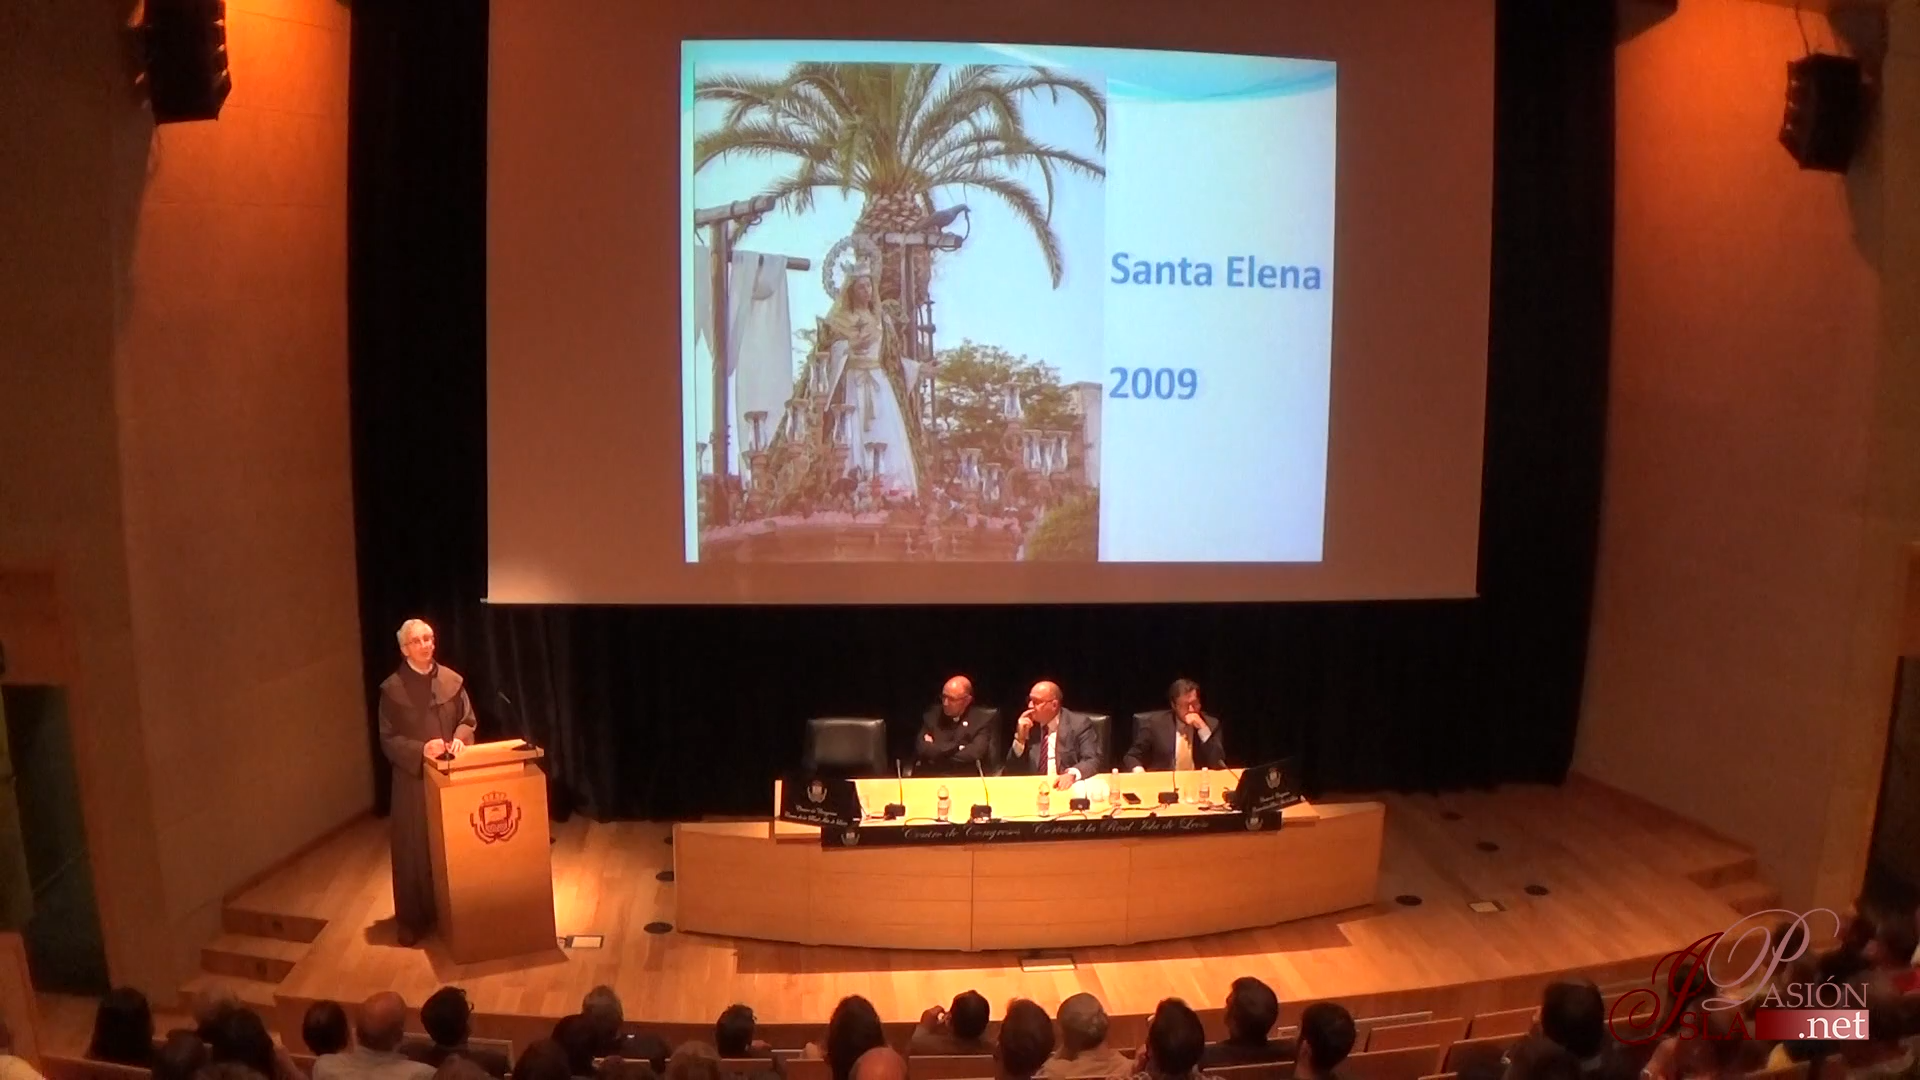 Santa Elena
2009
Centro de Congresos Cortes de la Real Isla de León
PASIÓN
ISLA
.net